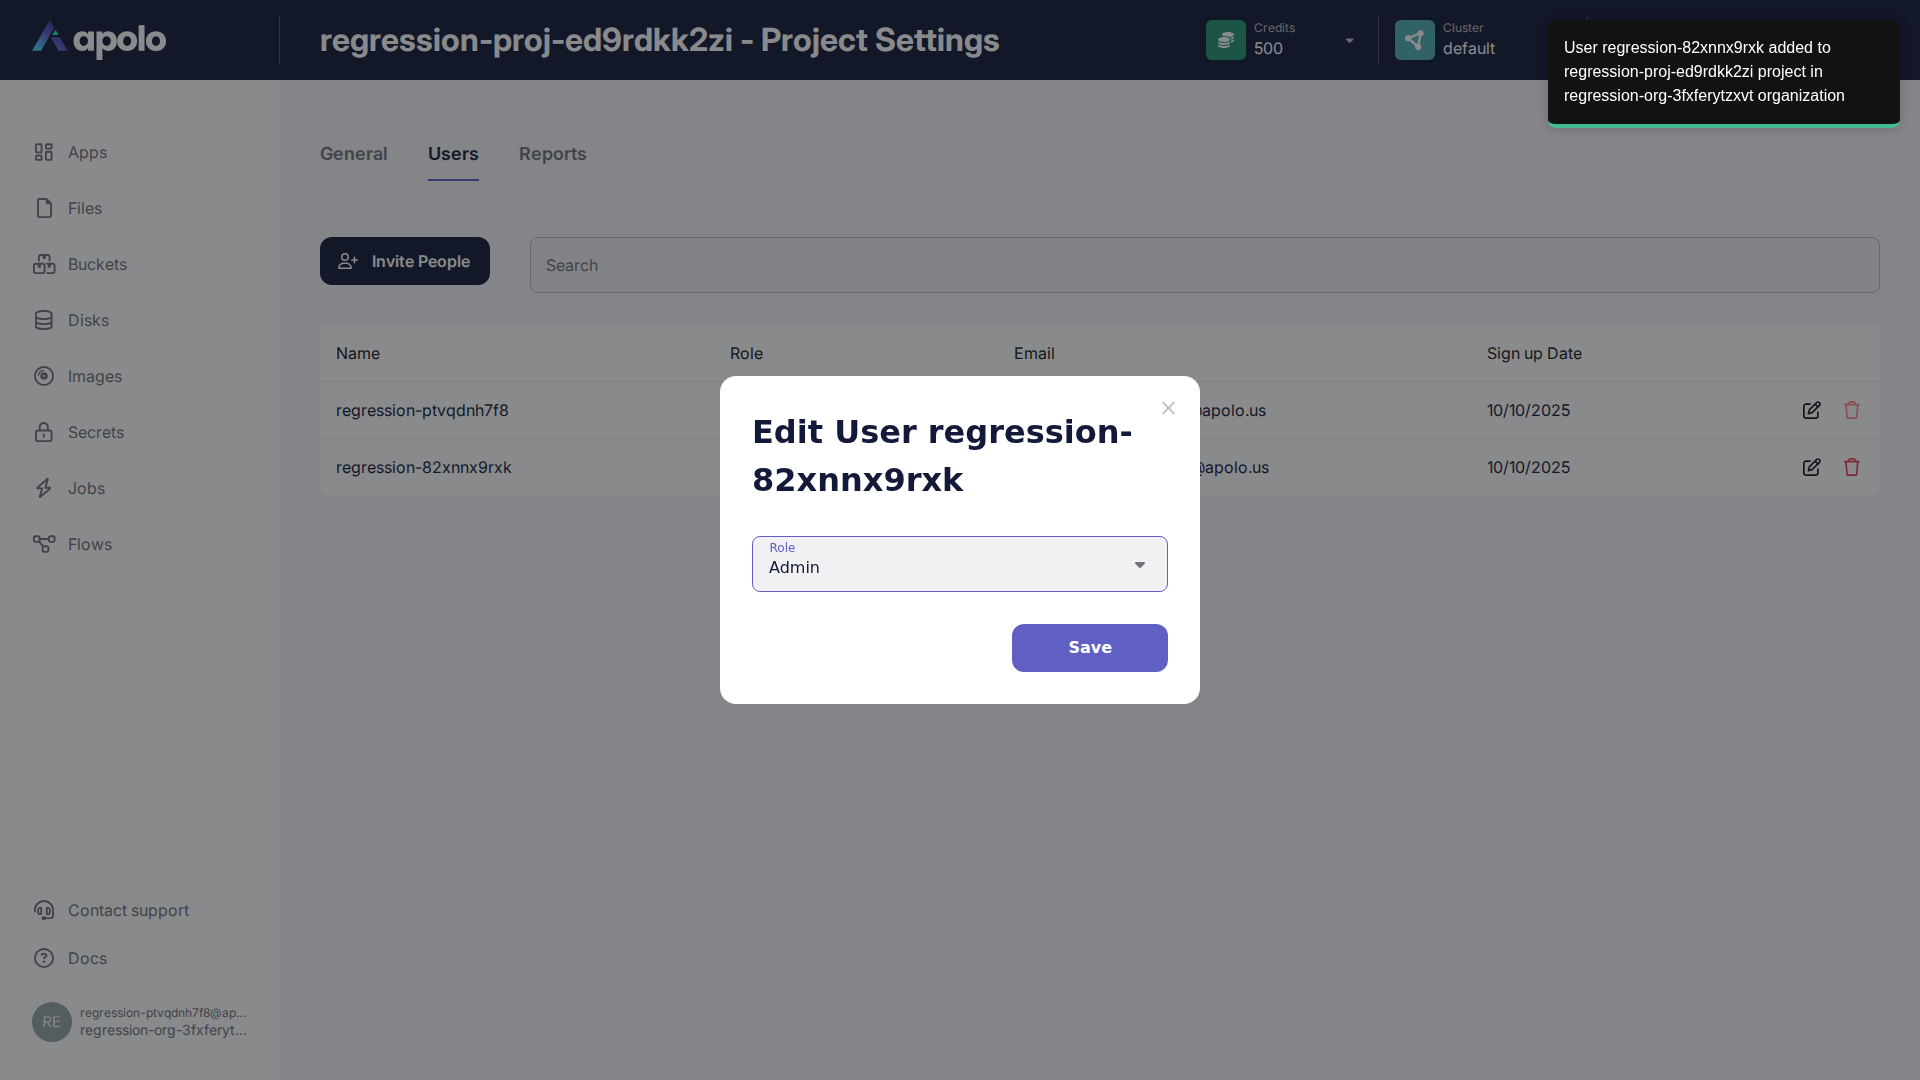 apolo
regression-proj-ed9rdkk2zi - Project Settings
Credits
500
Cluster
default
User regression-82xnnx9rxk added to
regression-proj-ed9rdkk2zi project in
regression-org-3fxferytzxvt organization
Apps
Files
Buckets
Disks
Images
Secrets
Jobs
Flows
Contact support
Docs
RE
regression-ptvqdnh7f8@ap...
regression-org-3fxferyt...
General
Users
Reports
Invite People
Search
Name
Role
Email
Sign up Date
regression-ptvqdnh7f8
apolo.us
10/10/2025
regression-82xnnx9rxk
@apolo.us
10/10/2025
Edit User regression-
82xnnx9rxk
Role
Admin
Save